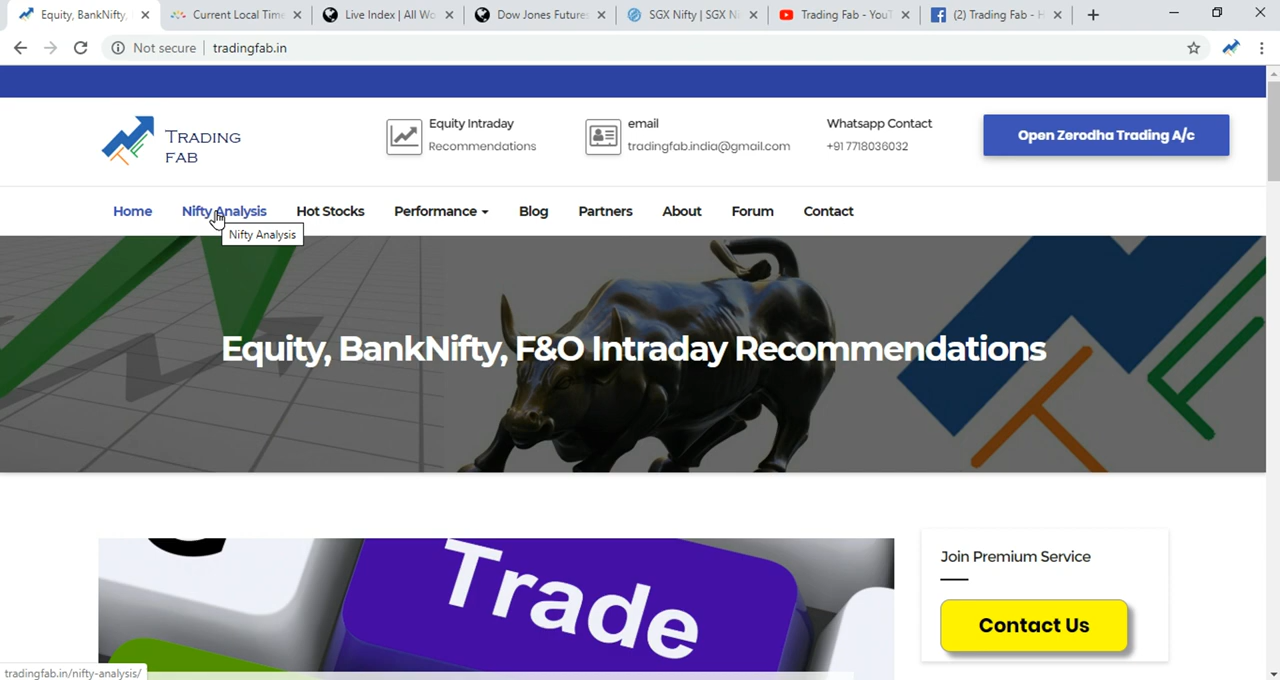 Equity, BankNifty,
Current Local Time
Live Index | All Wo
Dow Jones Future
SGX Nifty | SGX Ni
Trading Fab - YouT
(2) Trading Fab - H
Not secure
tradingfab.in
TRADING
FAB
Equity Intraday
Recommendations
email
tradingfab.india@gmail.com
Whatsapp Contact
+91 7718036032
Open Zerodha Trading A/c
Home
Nifty Analysis
Hot Stocks
Performance
Blog
Partners
About
Forum
Contact
Nifty Analysis
Equity, BankNifty, F&O Intraday Recommendations
Trade
Join Premium Service
Contact Us
tradingfab.in/nifty-analysis/